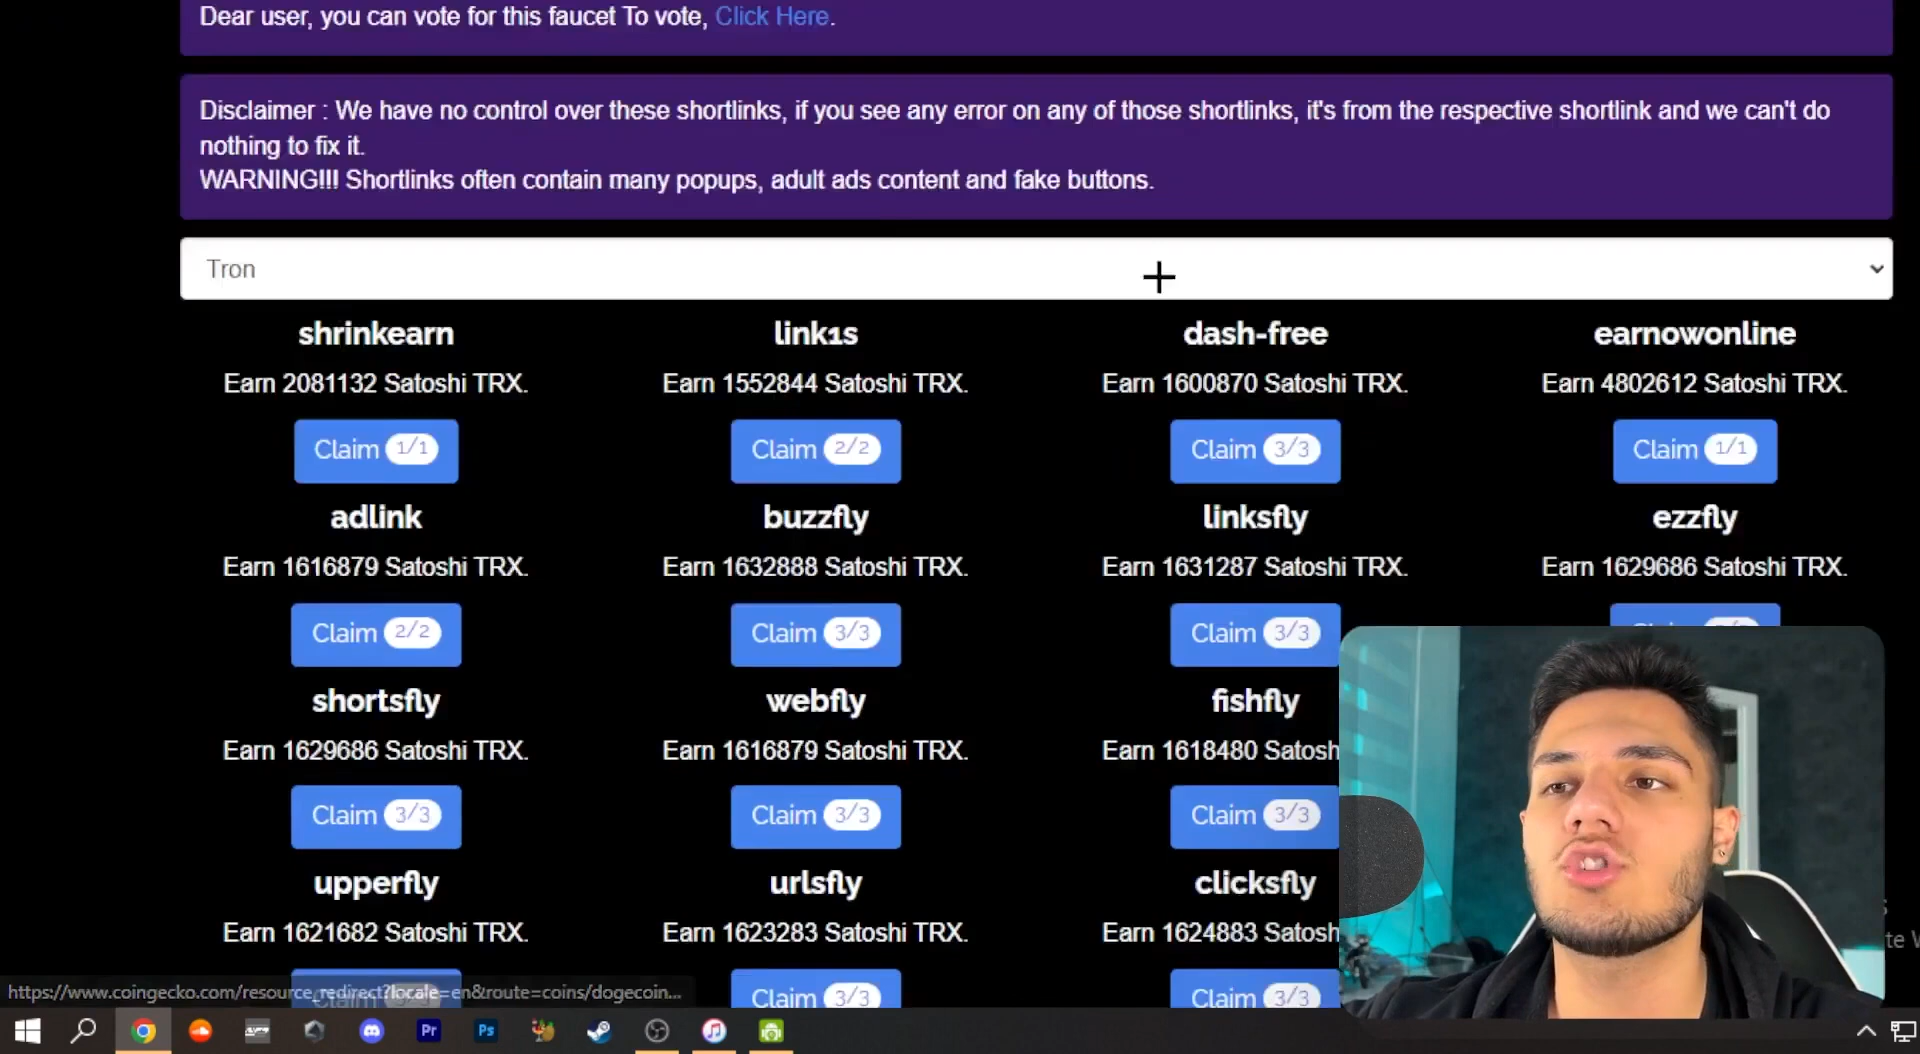 Dear user, you can vote for this faucet To vote, Click Here.
Disclaimer : We have no control over these shortlinks, if you see any error on any of those shortlinks, it's from the respective shortlink and we can't do
nothing to fix it.
WARNING!!! Shortlinks often contain many popups, adult ads content and fake buttons.
Tron
shrinkearn link1s dash-free earnowonline
Earn 2081132 Satoshi TRX. Earn 1552844 Satoshi TRX. Earn 1600870 Satoshi TRX. Earn 4802612 Satoshi TRX.
Claim 1/1 Claim 2/2 Claim 3/3 Claim 1/1
adlink buzzfly linksfly ezzfly
Earn 1616879 Satoshi TRX. Earn 1632888 Satoshi TRX. Earn 1631287 Satoshi TRX. Earn 1629686 Satoshi TRX.
Claim 2/2 Claim 3/3 Claim 3/3
shortsfly webfly fishfly
Earn 1629686 Satoshi TRX. Earn 1616879 Satoshi TRX. Earn 1618480 Satosh
Claim 3/3 Claim 3/3 Claim 3/3
upperfly urlsfly clicksfly
Earn 1621682 Satoshi TRX. Earn 1623283 Satoshi TRX. Earn 1624883 Satosh
Claim 3/3 Claim 3/3
https://www.coingecko.com/resource_redirect?locale=en&route=coins/dogecoin...
Pr Ps